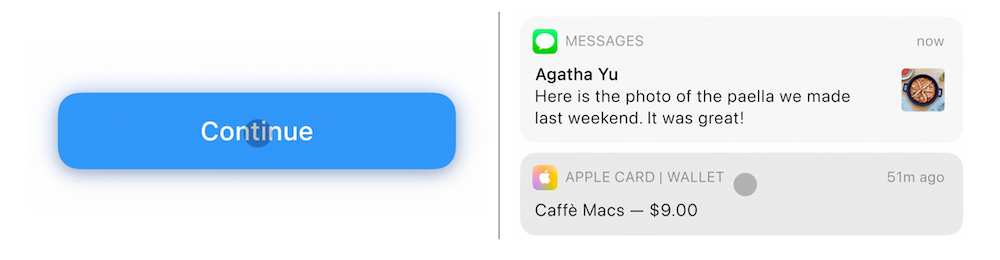 Continue
MESSAGES
now
Agatha Yu
Here is the photo of the paella we made
last weekend. It was great!
APPLE CARD | WALLET
51m ago
Caffè Macs — $9.00